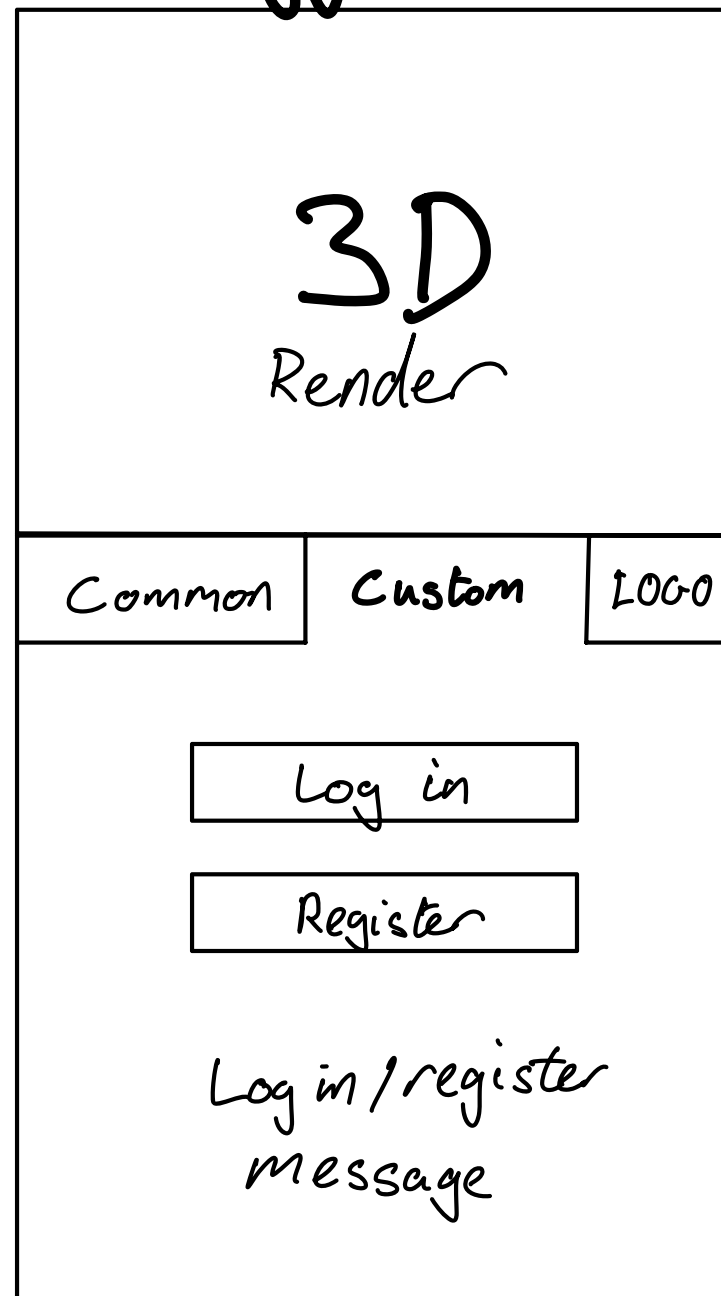 3D
Render
Common Custom LOGO
Log in
Register
Log in/register
message